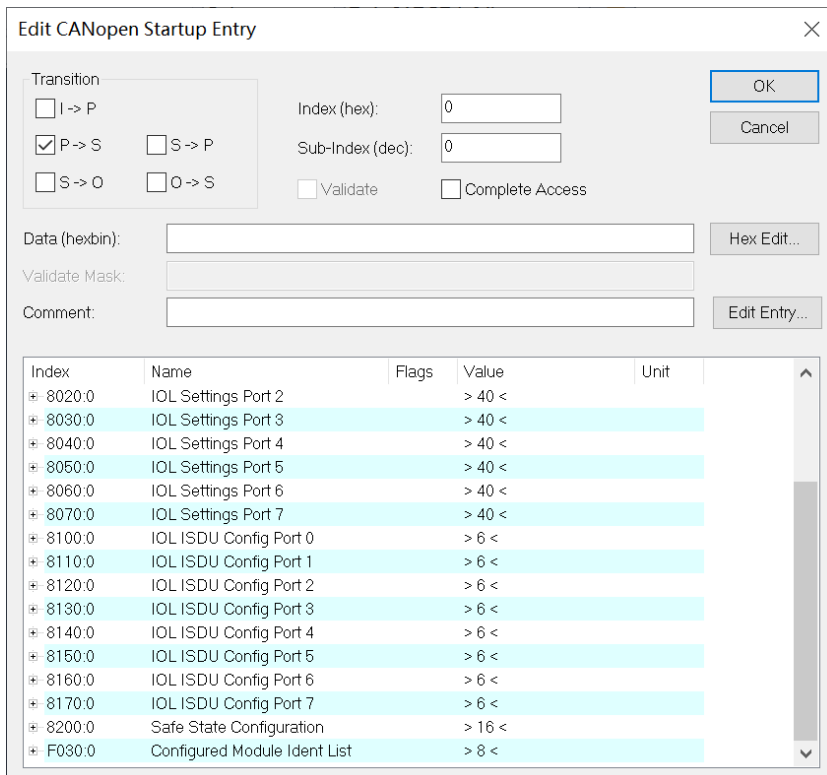 Edit CANopen Startup Entry
Transition
I -> P
P -> S
S -> P
S -> O
O -> S
Index (hex):
0
Sub-Index (dec):
0
Validate
Complete Access
OK
Cancel
Data (hexbin):
Hex Edit...
Validate Mask:
Comment:
Edit Entry...
Index Name Flags Value Unit
8020:0 IOL Settings Port 2 > 40 <
8030:0 IOL Settings Port 3 > 40 <
8040:0 IOL Settings Port 4 > 40 <
8050:0 IOL Settings Port 5 > 40 <
8060:0 IOL Settings Port 6 > 40 <
8070:0 IOL Settings Port 7 > 40 <
8100:0 IOL ISDU Config Port 0 > 6 <
8110:0 IOL ISDU Config Port 1 > 6 <
8120:0 IOL ISDU Config Port 2 > 6 <
8130:0 IOL ISDU Config Port 3 > 6 <
8140:0 IOL ISDU Config Port 4 > 6 <
8150:0 IOL ISDU Config Port 5 > 6 <
8160:0 IOL ISDU Config Port 6 > 6 <
8170:0 IOL ISDU Config Port 7 > 6 <
8200:0 Safe State Configuration > 16 <
F030:0 Configured Module Ident List > 8 <